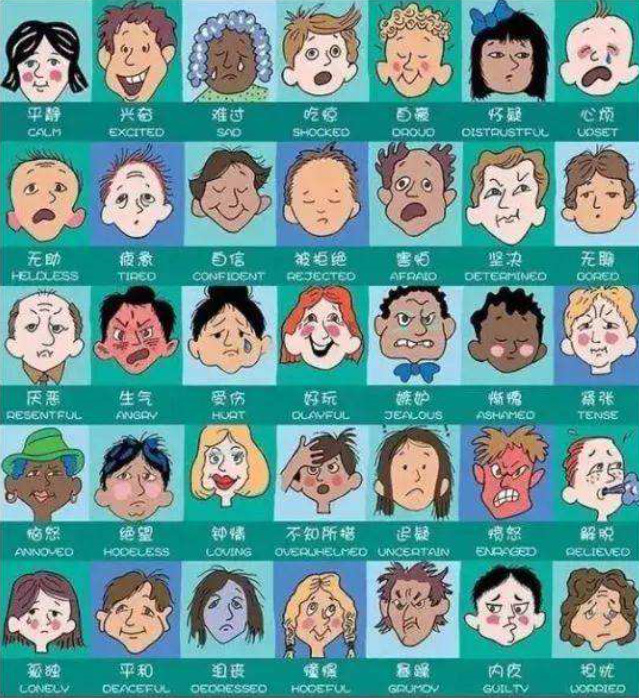 平静 兴奋 难过 吃惊 自豪 怀疑 心烦
CALM EXCITED SAD SHOCKED PROUD DISTRUSTFUL UPSET
无助 疲惫 自信 被拒绝 害怕 坚决 无聊
HELPLESS TIRED CONFIDENT REJECTED AFRAID DETERMINED BORED
厌恶 生气 受伤 好玩 嫉妒 惭愧 紧张
RESENTFUL ANGRY HURT PLAYFUL JEALOUS ASHAMED TENSE
恼怒 绝望 钟情 不知所措 迟疑 愤怒 解脱
ANNOYED HOPELESS LOVING OVERWHELMED UNCERTAIN ENRAGED RELIEVED
孤独 平和 沮丧 憧憬 暴躁 内疚 担忧
LONELY PEACEFUL DEPRESSED HOPEFUL GRUMPY GUILTY WORRIED